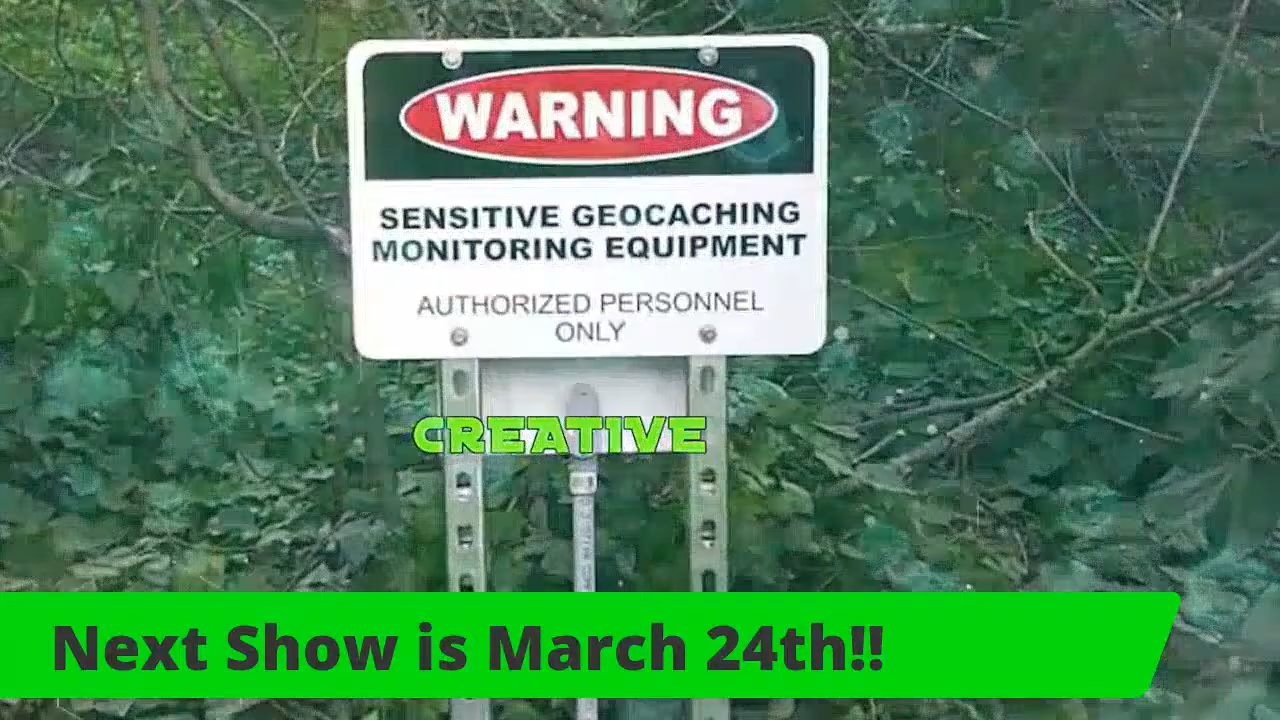 WARNING
SENSITIVE GEOCACHING
MONITORING EQUIPMENT
AUTHORIZED PERSONNEL
ONLY
CREATIVE
Next Show is March 24th!!